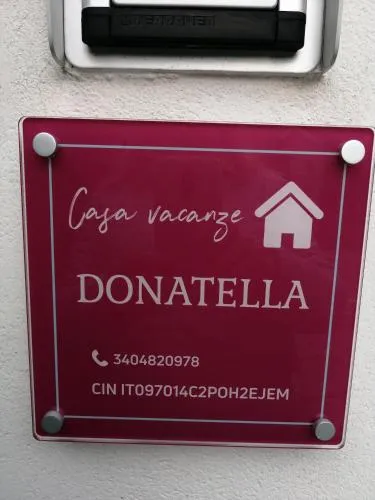 Casa vacanze
DONATELLA
3404820978
CIN IT097014C2POH2EJEM